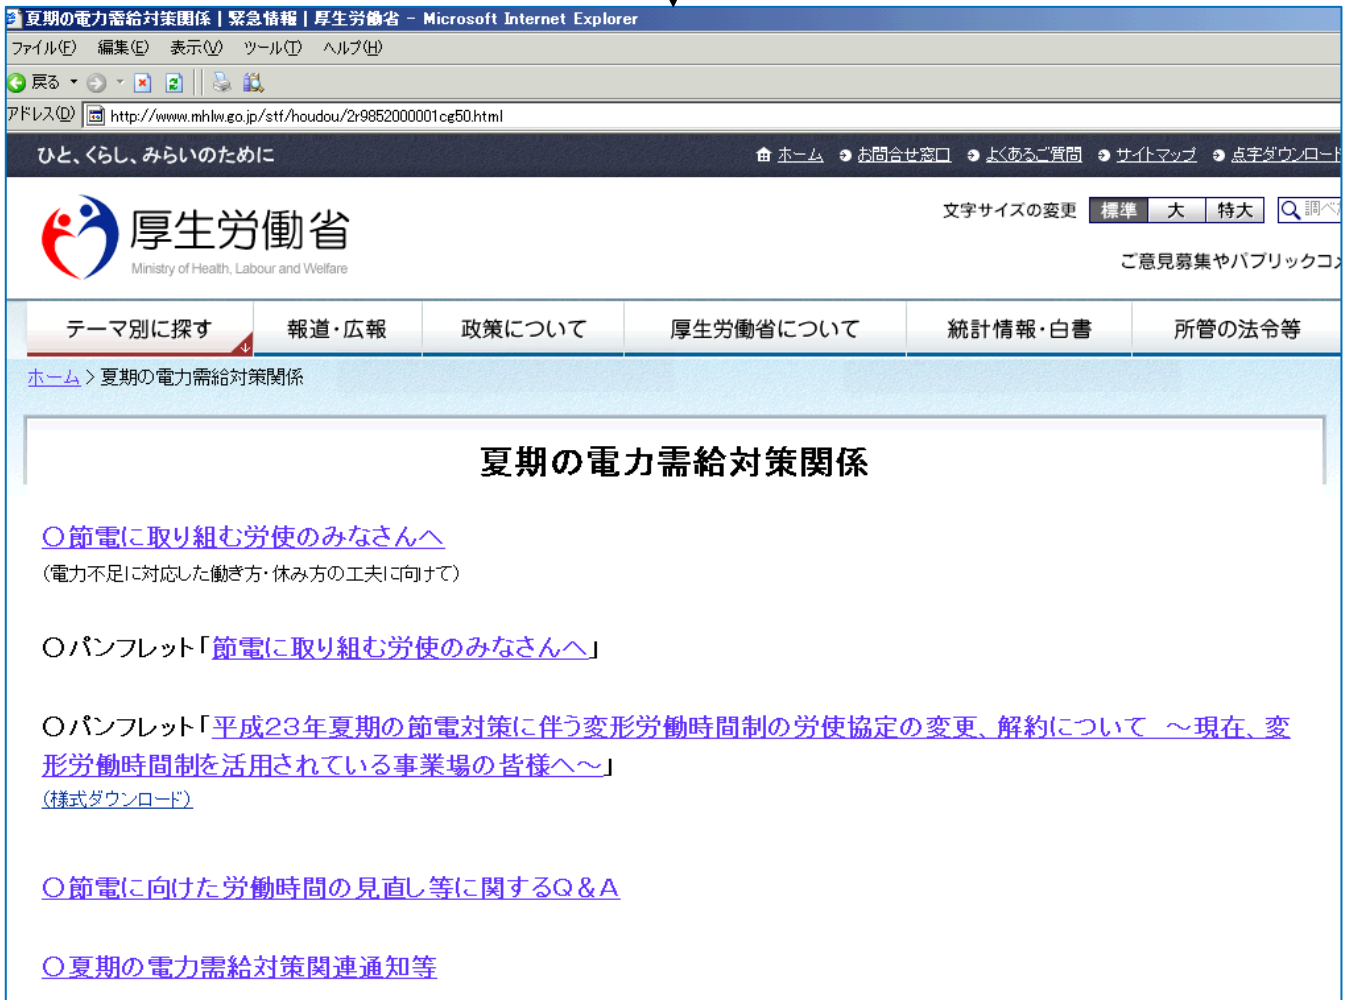 夏期の電力需給対策関係 | 緊急情報 | 厚生労働省 - Microsoft Internet Explorer
ファイル(F) 編集(E) 表示(V) ツール(T) ヘルプ(H)
戻る
アドレス(D) http://www.mhlw.go.jp/stf/houdou/2r9852000001cg50.html
ひと、くらし、みらいのために ホーム お問合せ窓口 よくあるご質問 サイトマップ 点字ダウンロード
文字サイズの変更 標準 大 特大 調べ
厚生労働省
Ministry of Health, Labour and Welfare
ご意見募集やパブリックコメ
テーマ別に探す 報道・広報 政策について 厚生労働省について 統計情報・白書 所管の法令等
ホーム > 夏期の電力需給対策関係
夏期の電力需給対策関係
○節電に取り組む労使のみなさんへ
(電力不足に対応した働き方・休み方の工夫に向けて)
○パンフレット「節電に取り組む労使のみなさんへ」
○パンフレット「平成23年夏期の節電対策に伴う変形労働時間制の労使協定の変更、解約について ～現在、変
形労働時間制を活用されている事業場の皆様へ～」
(様式ダウンロード)
○節電に向けた労働時間の見直し等に関するQ&A
○夏期の電力需給対策関連通知等